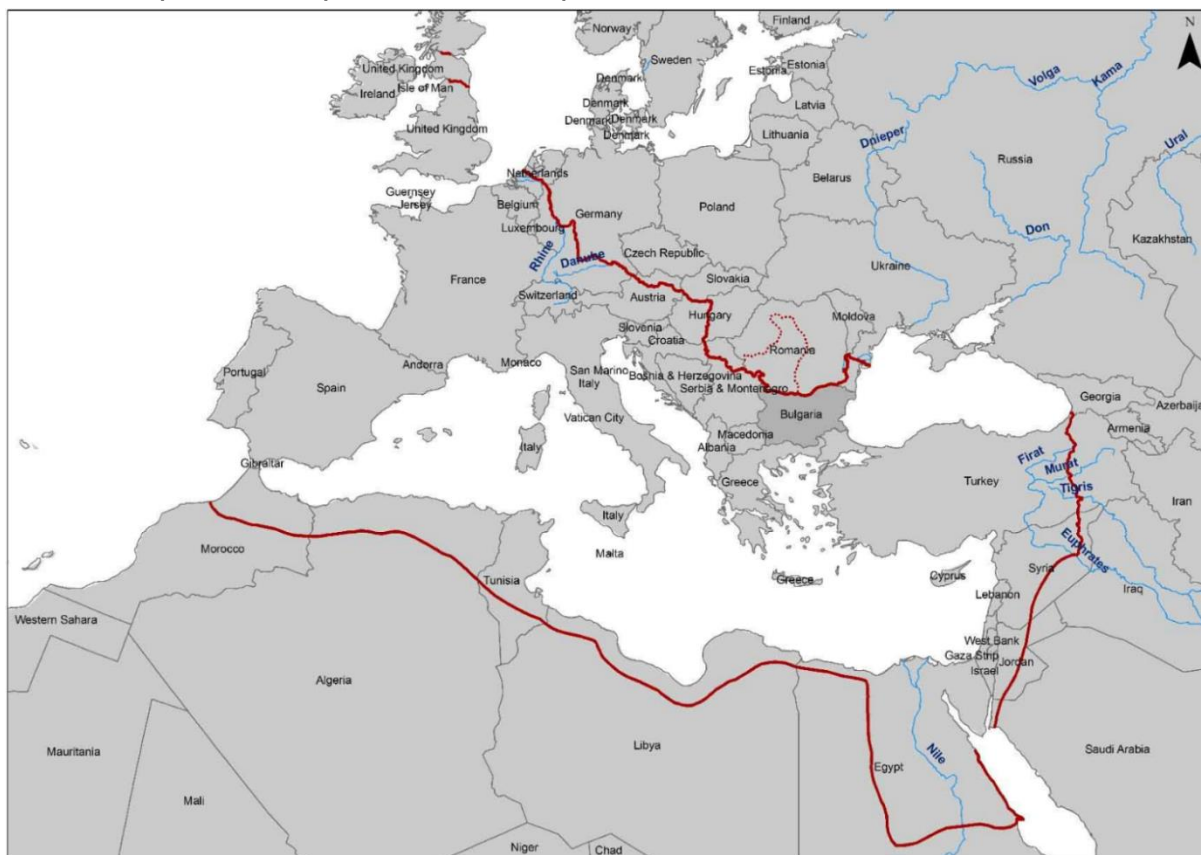 N
Norway
Finland
Sweden
Estonia
Estonia
United Kingdom
Isle of Man
Ireland
United Kingdom
Denmark
Denmark
Denmark
Denmark
Denmark
Latvia
Lithuania
Volga
Kama
Dnieper
Ural
Russia
Belarus
Netherlands
Guernsey
Jersey
Belgium
Germany
Poland
Luxembourg
Don
Kazakhstan
Rhine
Danube
Czech Republic
Ukraine
France
Slovakia
Switzerland
Austria
Hungary
Moldova
Slovenia
Croatia
Romania
Portugal
Spain
Andorra
Monaco
San Marino
Italy
Bosnia & Herzegovina
Serbia & Montenegro
Vatican City
Bulgaria
Georgia
Azerbaija
Armenia
Macedonia
Albania
Italy
Gibraltar
Greece
Turkey
Firat
Murat
Tigris
Iran
Italy
Malta
Greece
Cyprus
Morocco
Tunisia
Syria
Euphrates
Iraq
Lebanon
Western Sahara
West Bank
Gaza Strip
Jordan
Israel
Algeria
Libya
Egypt
Nile
Saudi Arabia
Mauritania
Mali
Niger
Chad